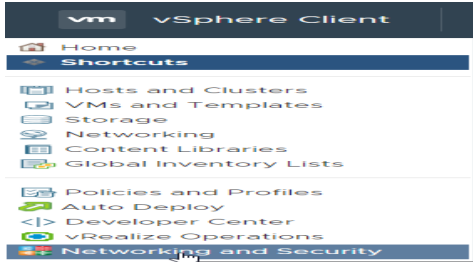 vm vSphere Client
Home
Shortcuts
Hosts and Clusters
VMs and Templates
Storage
Networking
Content Libraries
Global Inventory Lists
Policies and Profiles
Auto Deploy
Developer Center
vRealize Operations
Networking and Security